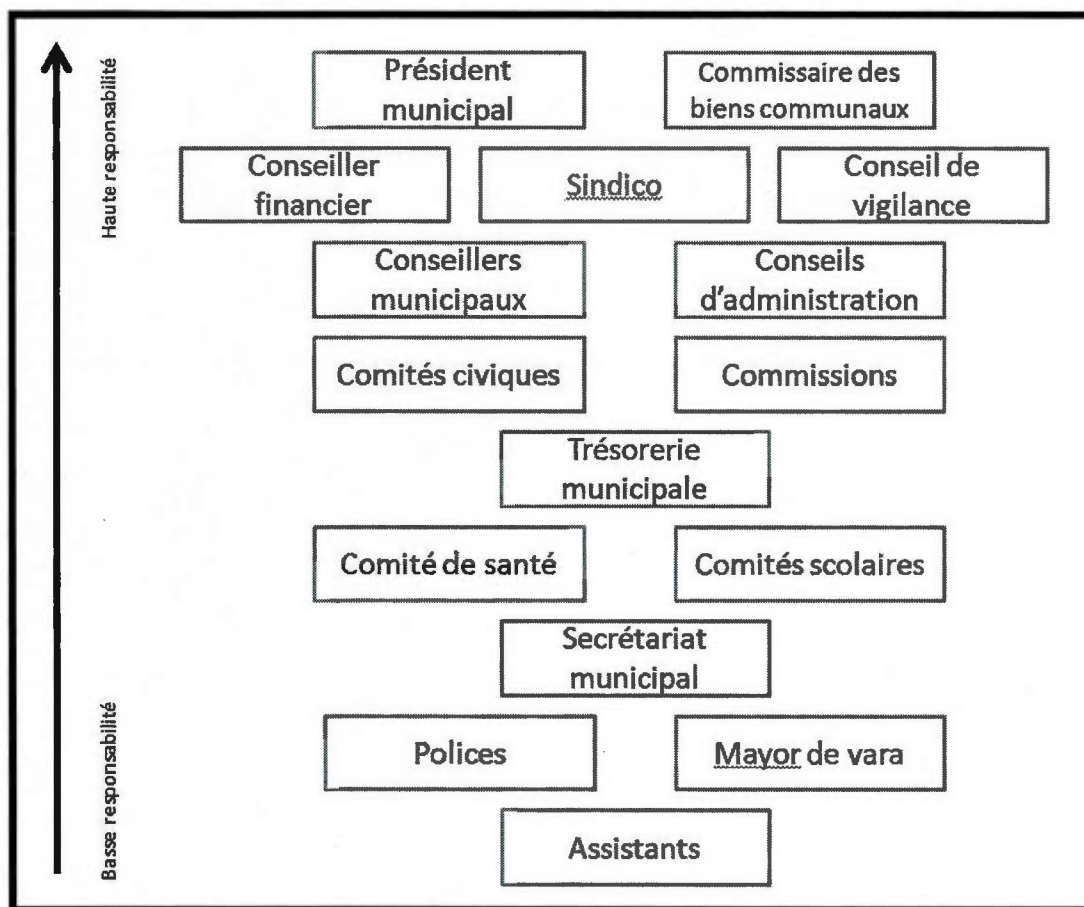 Haute responsabilité
Président
municipal
Commissaire des
biens communaux
Conseiller
financier
Sindico
Conseil de
vigilance
Conseillers
municipaux
Conseils
d'administration
Comités civiques
Commissions
Trésorerie
municipale
Comité de santé
Comités scolaires
Secrétariat
municipal
Basse responsabilité
Polices
Mayor de vara
Assistants